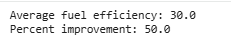 Average fuel efficiency: 30.0
Percent improvement: 50.0